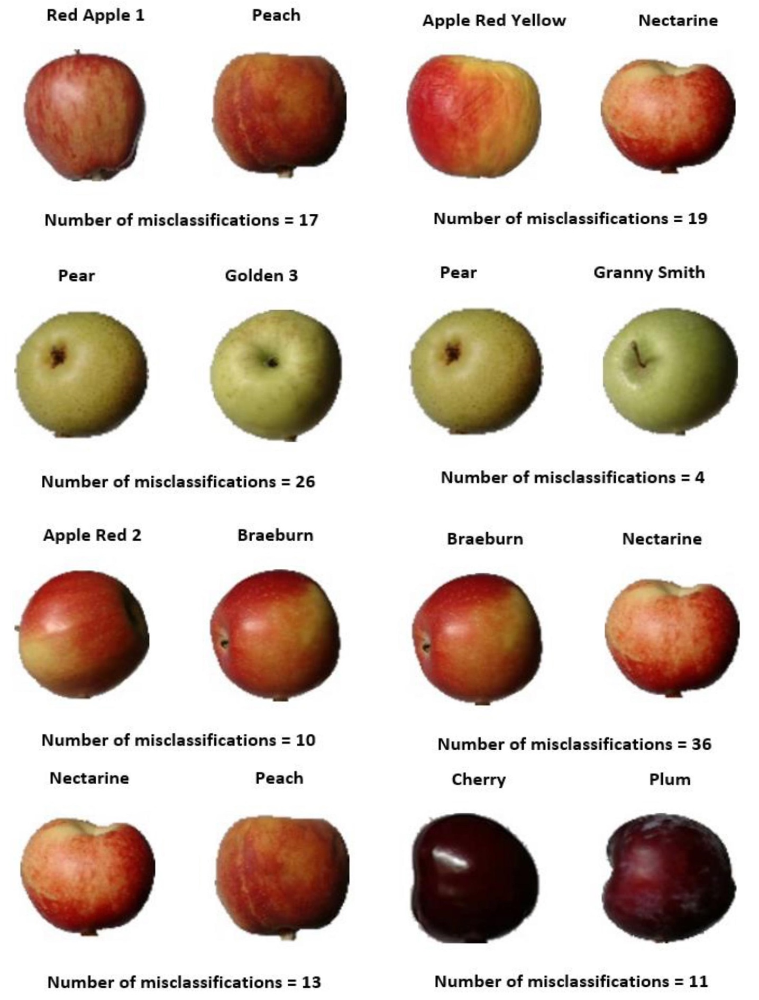 Red Apple 1 Peach
Apple Red Yellow Nectarine
Number of misclassifications = 17
Number of misclassifications = 19
Pear Golden 3
Pear Granny Smith
Number of misclassifications = 26
Number of misclassifications = 4
Apple Red 2 Braeburn
Braeburn Nectarine
Number of misclassifications = 10
Number of misclassifications = 36
Nectarine Peach
Cherry Plum
Number of misclassifications = 13
Number of misclassifications = 11